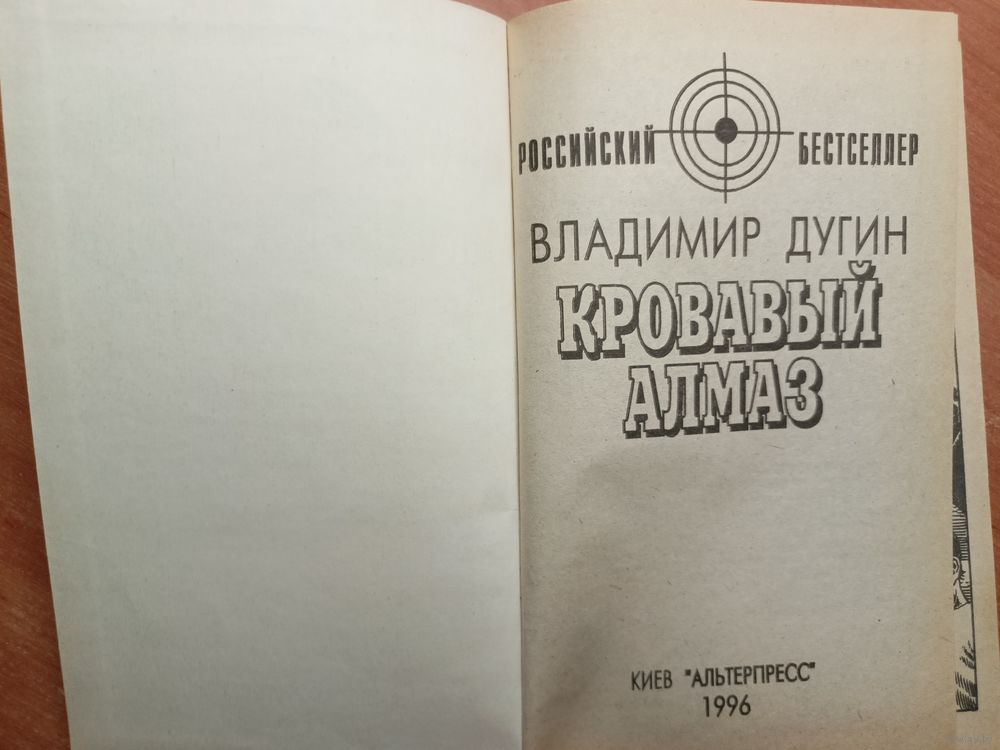 РОССИЙСКИЙ БЕСТСЕЛЛЕР
ВЛАДИМИР ДУГИН
КРОВАВЫЙ
АЛМАЗ
КИЕВ "АЛЬТЕРПРЕСС"
1996